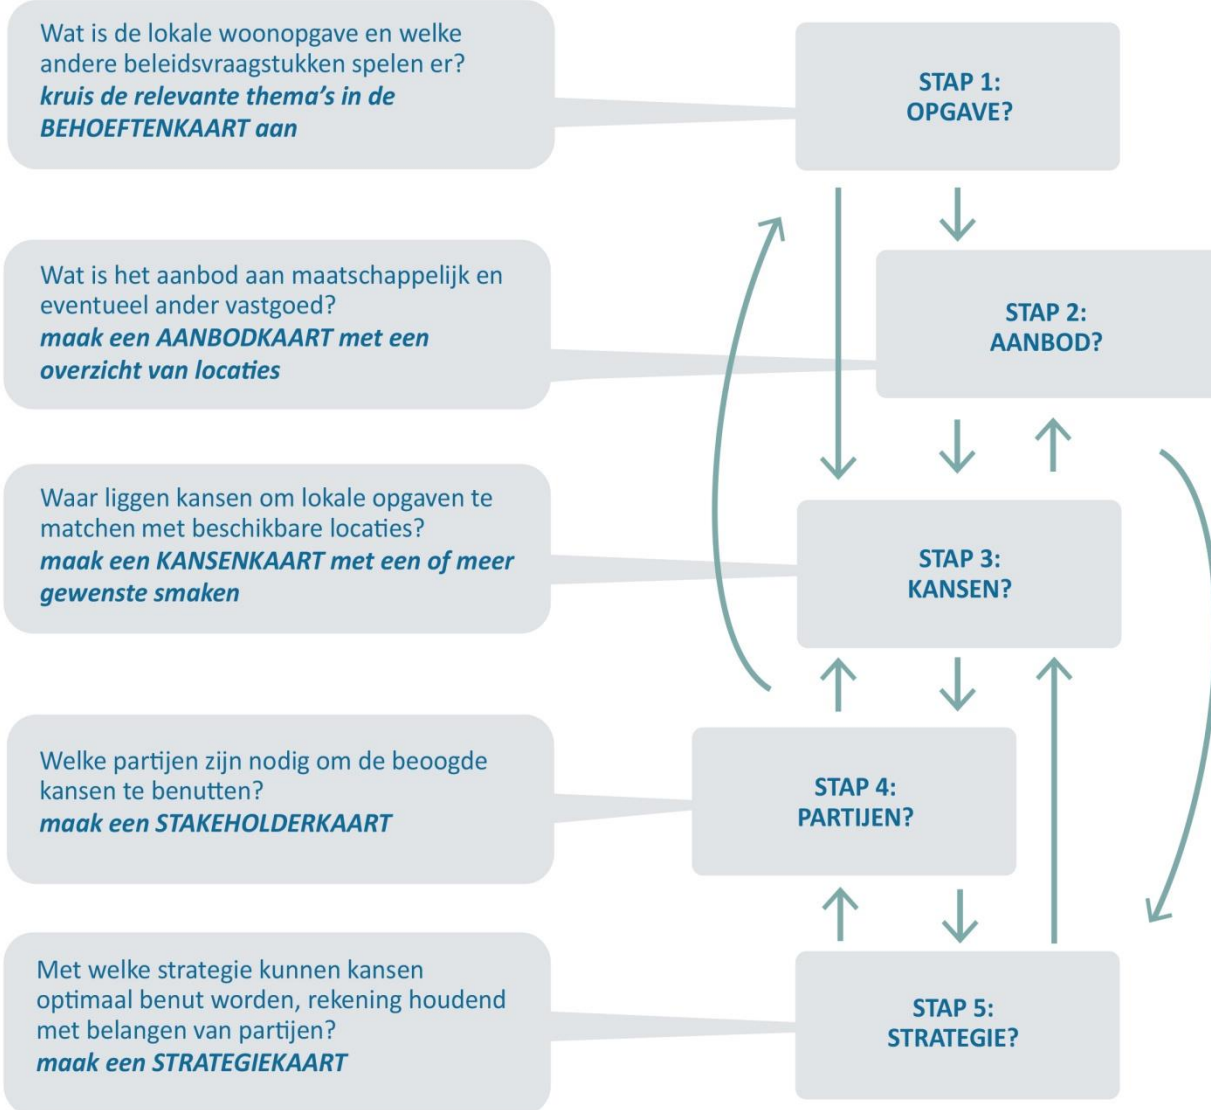 Wat is de lokale woonopgave en welke
andere beleidsvraagstukken spelen er?
kruis de relevante thema's in de
BEHOEFTENKAART aan
STAP 1:
OPGAVE?
Wat is het aanbod aan maatschappelijk en
eventueel ander vastgoed?
maak een AANBODKAART met een
overzicht van locaties
STAP 2:
AANBOD?
Waar liggen kansen om lokale opgaven te
matchen met beschikbare locaties?
maak een KANSENKAART met een of meer
gewenste smaken
STAP 3:
KANSEN?
Welke partijen zijn nodig om de beoogde
kansen te benutten?
maak een STAKEHOLDERKAART
STAP 4:
PARTIJEN?
Met welke strategie kunnen kansen
optimaal benut worden, rekening houdend
met belangen van partijen?
maak een STRATEGIEKAART
STAP 5:
STRATEGIE?